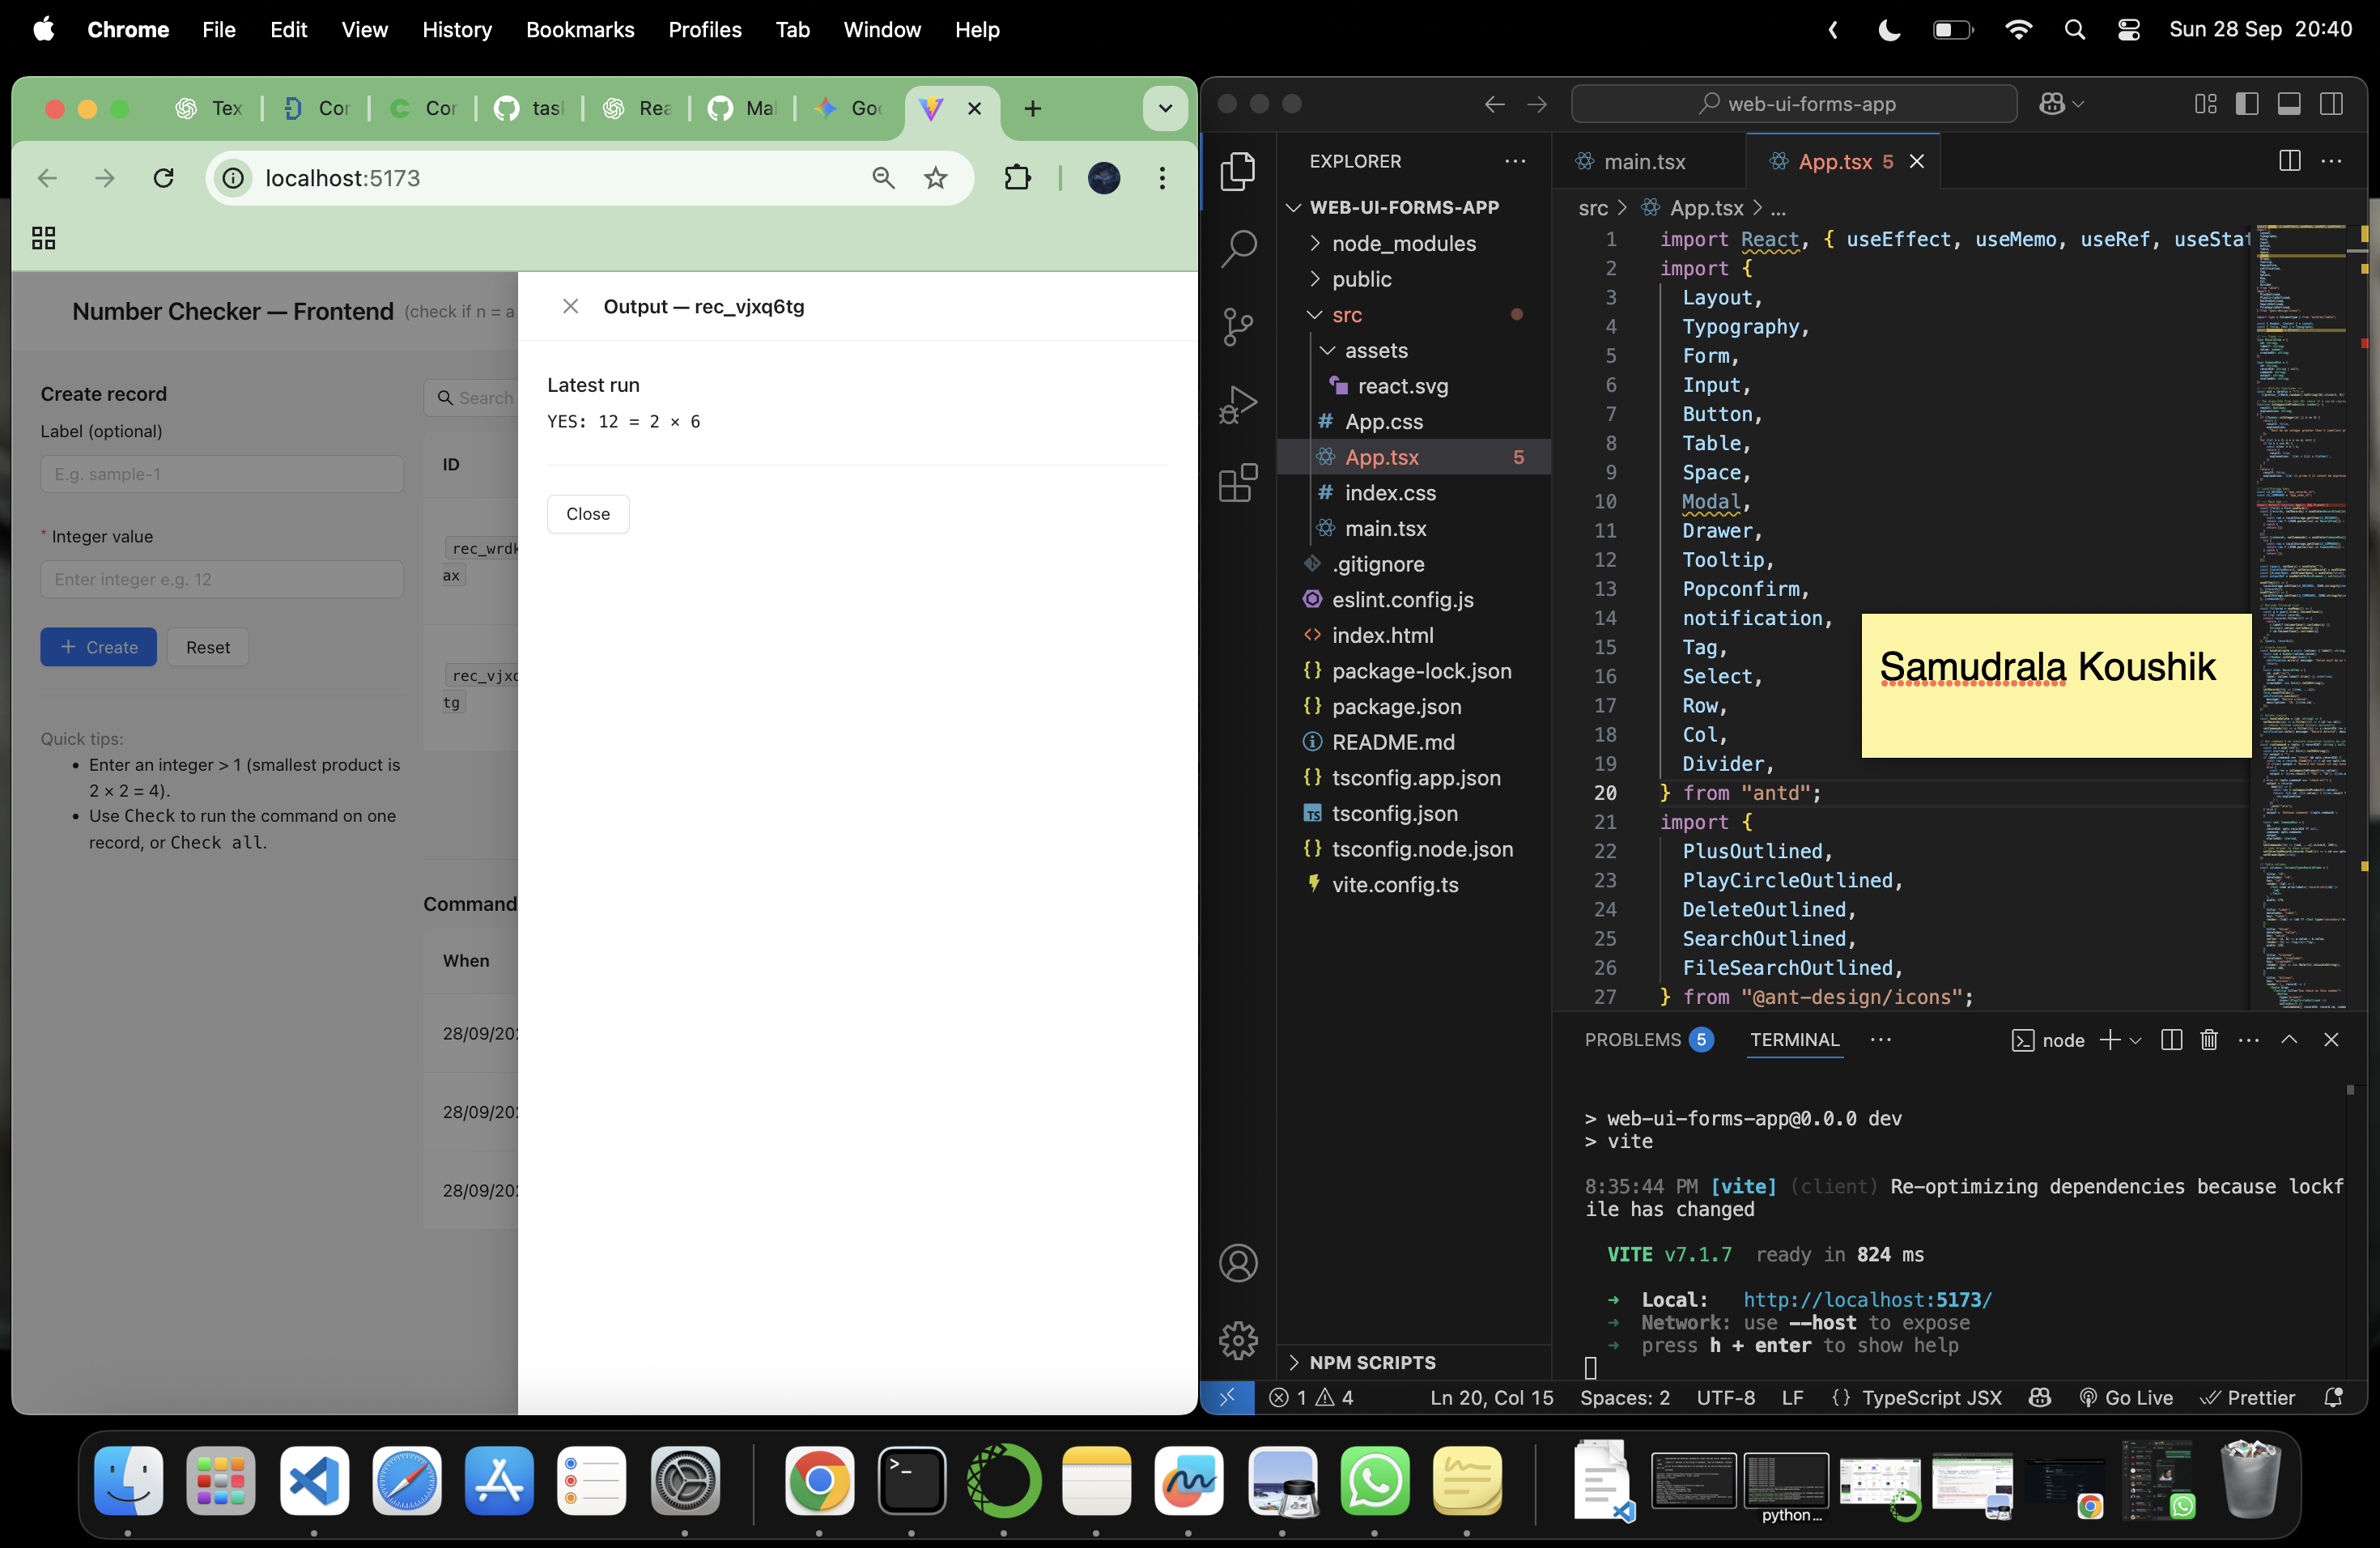 Chrome File Edit View History Bookmarks Profiles Tab Window Help
Sun 28 Sep 20:40
Tex
Cor
Cor
task
Rea
Mal
Goo
localhost:5173
Number Checker — Frontend (check if n = a
Create record
Label (optional)
E.g. sample-1
* Integer value
Enter integer e.g. 12
+ Create
Reset
Quick tips:
• Enter an integer > 1 (smallest product is
2 × 2 = 4).
• Use Check to run the command on one
record, or Check all.
Search
ID
rec_wrdk
ax
rec_vjxq
tg
Command
When
28/09/202
28/09/202
28/09/202
Output — rec_vjxq6tg
Latest run
YES: 12 = 2 × 6
Close
web-ui-forms-app
EXPLORER
WEB-UI-FORMS-APP
node_modules
public
src
assets
react.svg
# App.css
App.tsx 5
# index.css
main.tsx
.gitignore
eslint.config.js
<> index.html
{} package-lock.json
{} package.json
README.md
{} tsconfig.app.json
TS tsconfig.json
{} tsconfig.node.json
vite.config.ts
NPM SCRIPTS
main.tsx
App.tsx 5
src > App.tsx > ...
1 import React, { useEffect, useMemo, useRef, useStat
2 import {
3 Layout,
4 Typography,
5 Form,
6 Input,
7 Button,
8 Table,
9 Space,
10 Modal,
11 Drawer,
12 Tooltip,
13 Popconfirm,
14 notification,
15 Tag,
16 Select,
17 Row,
18 Col,
19 Divider,
20 } from "antd";
21 import {
22 PlusOutlined,
23 PlayCircleOutlined,
24 DeleteOutlined,
25 SearchOutlined,
26 FileSearchOutlined,
27 } from "@ant-design/icons";
Samudrala Koushik
PROBLEMS 5 TERMINAL ...
node
> web-ui-forms-app@0.0.0 dev
> vite
8:35:44 PM [vite] (client) Re-optimizing dependencies because lockf
ile has changed
VITE v7.1.7 ready in 824 ms
➜ Local: http://localhost:5173/
➜ Network: use --host to expose
➜ press h + enter to show help
1 4
Ln 20, Col 15 Spaces: 2 UTF-8 LF {} TypeScript JSX Go Live Prettier
python...